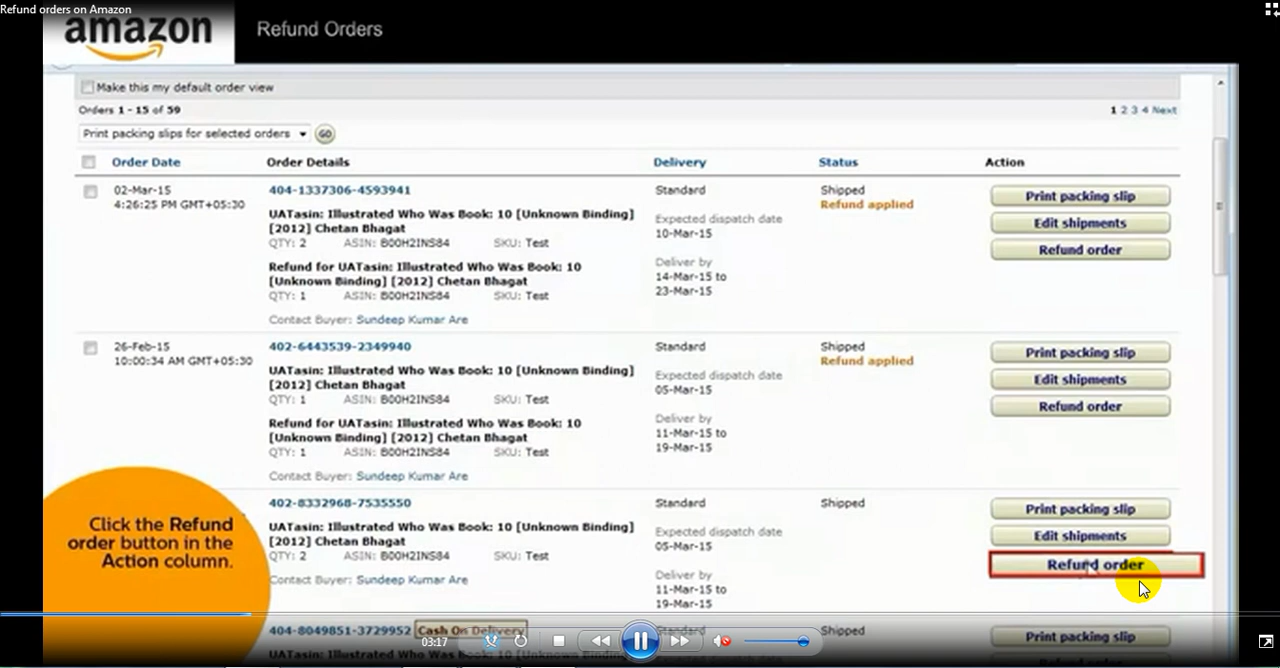 Refund orders on Amazon
amazon
Refund Orders
Make this my default order view
Orders 1 - 15 of 59
1 2 3 4 Next
Print packing slips for selected orders
GO
Order Date Order Details Delivery Status Action
02-Mar-15
4:26:25 PM GMT+05:30
404-1337306-4593941
UATasin: Illustrated Who Was Book: 10 [Unknown Binding]
[2012] Chetan Bhagat
QTY: 2 ASIN: B00H2INS84 SKU: Test
Refund for UATasin: Illustrated Who Was Book: 10
[Unknown Binding] [2012] Chetan Bhagat
QTY: 1 ASIN: B00H2INS84 SKU: Test
Contact Buyer: Sundeep Kumar Are
Standard
Expected dispatch date
10-Mar-15
Deliver by
14-Mar-15 to
23-Mar-15
Shipped
Refund applied
Print packing slip
Edit shipments
Refund order
26-Feb-15
10:00:34 AM GMT+05:30
402-6443539-2349940
UATasin: Illustrated Who Was Book: 10 [Unknown Binding]
[2012] Chetan Bhagat
QTY: 1 ASIN: B00H2INS84 SKU: Test
Refund for UATasin: Illustrated Who Was Book: 10
[Unknown Binding] [2012] Chetan Bhagat
QTY: 1 ASIN: B00H2INS84 SKU: Test
Contact Buyer: Sundeep Kumar Are
Standard
Expected dispatch date
05-Mar-15
Deliver by
11-Mar-15 to
19-Mar-15
Shipped
Refund applied
Print packing slip
Edit shipments
Refund order
Click the Refund
order button in the
Action column.
402-8332968-7535550
UATasin: Illustrated Who Was Book: 10 [Unknown Binding]
[2012] Chetan Bhagat
QTY: 2 ASIN: B00H2INS84 SKU: Test
Contact Buyer: Sundeep Kumar Are
Standard
Expected dispatch date
05-Mar-15
Deliver by
11-Mar-15 to
19-Mar-15
Shipped
Print packing slip
Edit shipments
Refund order
404-8049851-3729952 Cash On Delivery
UATasin: Illustrated Who Was Book: 10 [Unknown Binding]
Standard
Shipped
Print packing slip
03:17